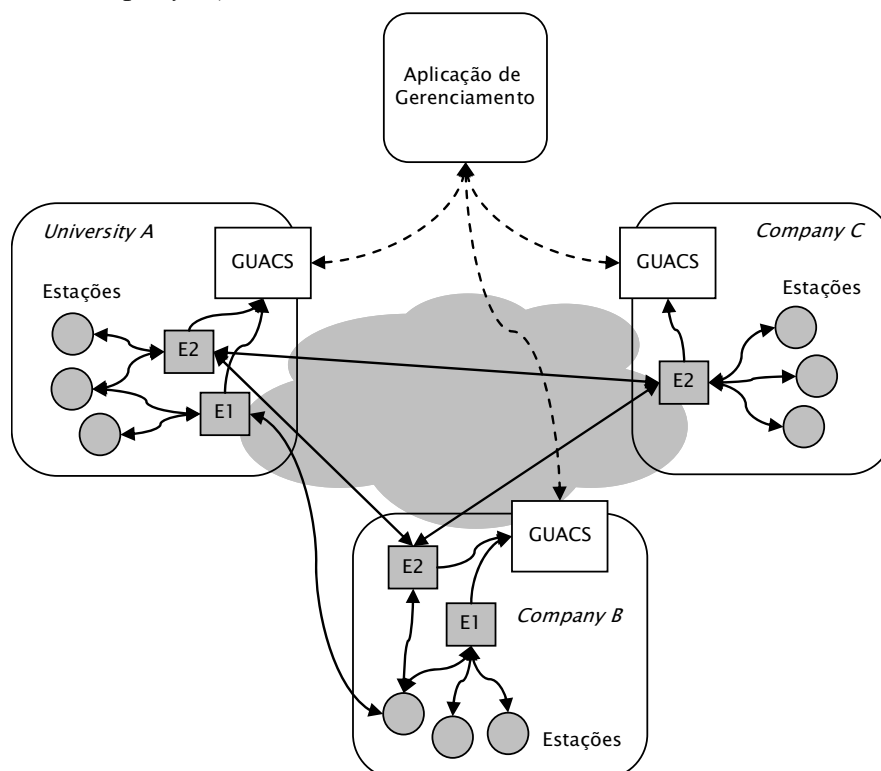 Aplicação de
Gerenciamento
University A
GUACS
Estações
E2
E1
GUACS
Company C
Estações
E2
GUACS
E2
E1
Company B
Estações